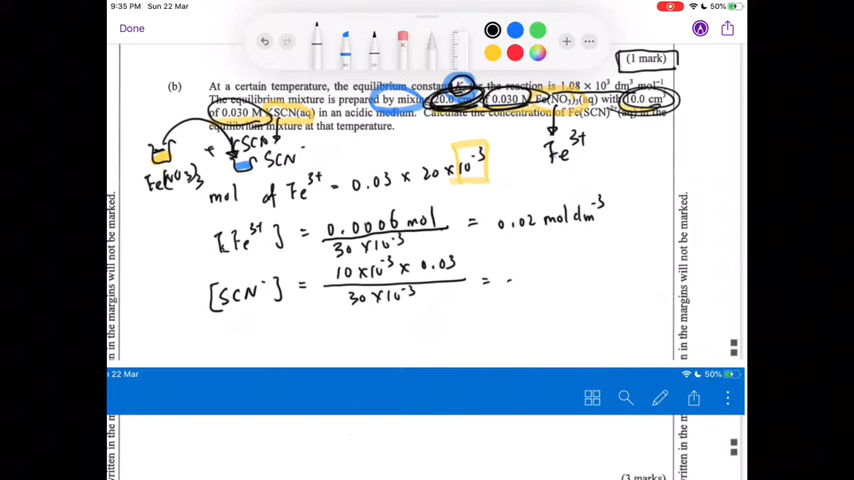 9:35 PM Sun 22 Mar
50%
Done
(1 mark)
(b) At a certain temperature, the equilibrium constant K for the reaction is 1.08 × 10³ dm³ mol⁻¹
The equilibrium mixture is prepared by mixing 20.0 cm³ of 0.030 M Fe(NO₃)₃(aq) with 10.0 cm³
of 0.030 M KSCN(aq) in an acidic medium. Calculate the concentration of Fe(SCN)²⁺(aq) in the
equilibrium mixture at that temperature.
KSCN
SCN⁻
Fe³⁺
Fe(NO₃)₃
mol of Fe³⁺ = 0.03 × 20 × 10⁻³
[Fe³⁺] = 0.0006 mol / 30 × 10⁻³ = 0.02 mol dm⁻³
[SCN⁻] = 10 × 10⁻³ × 0.03 / 30 × 10⁻³ =
in the margins will not be marked.
in the margins will not be marked.
22 Mar
50%
written in the m
(3 marks)